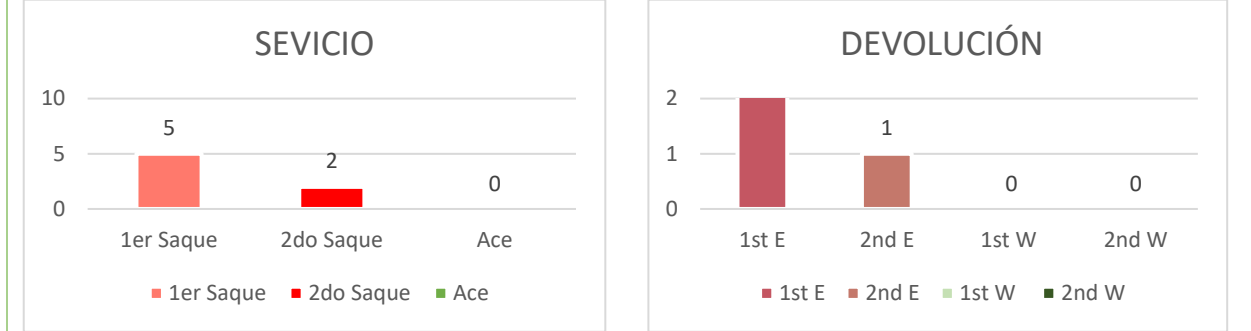 SEVICIO
10
5
5
2
0
0
1er Saque 2do Saque Ace
1er Saque 2do Saque Ace
DEVOLUCIÓN
2
1
1
0 0
0
1st E 2nd E 1st W 2nd W
1st E 2nd E 1st W 2nd W